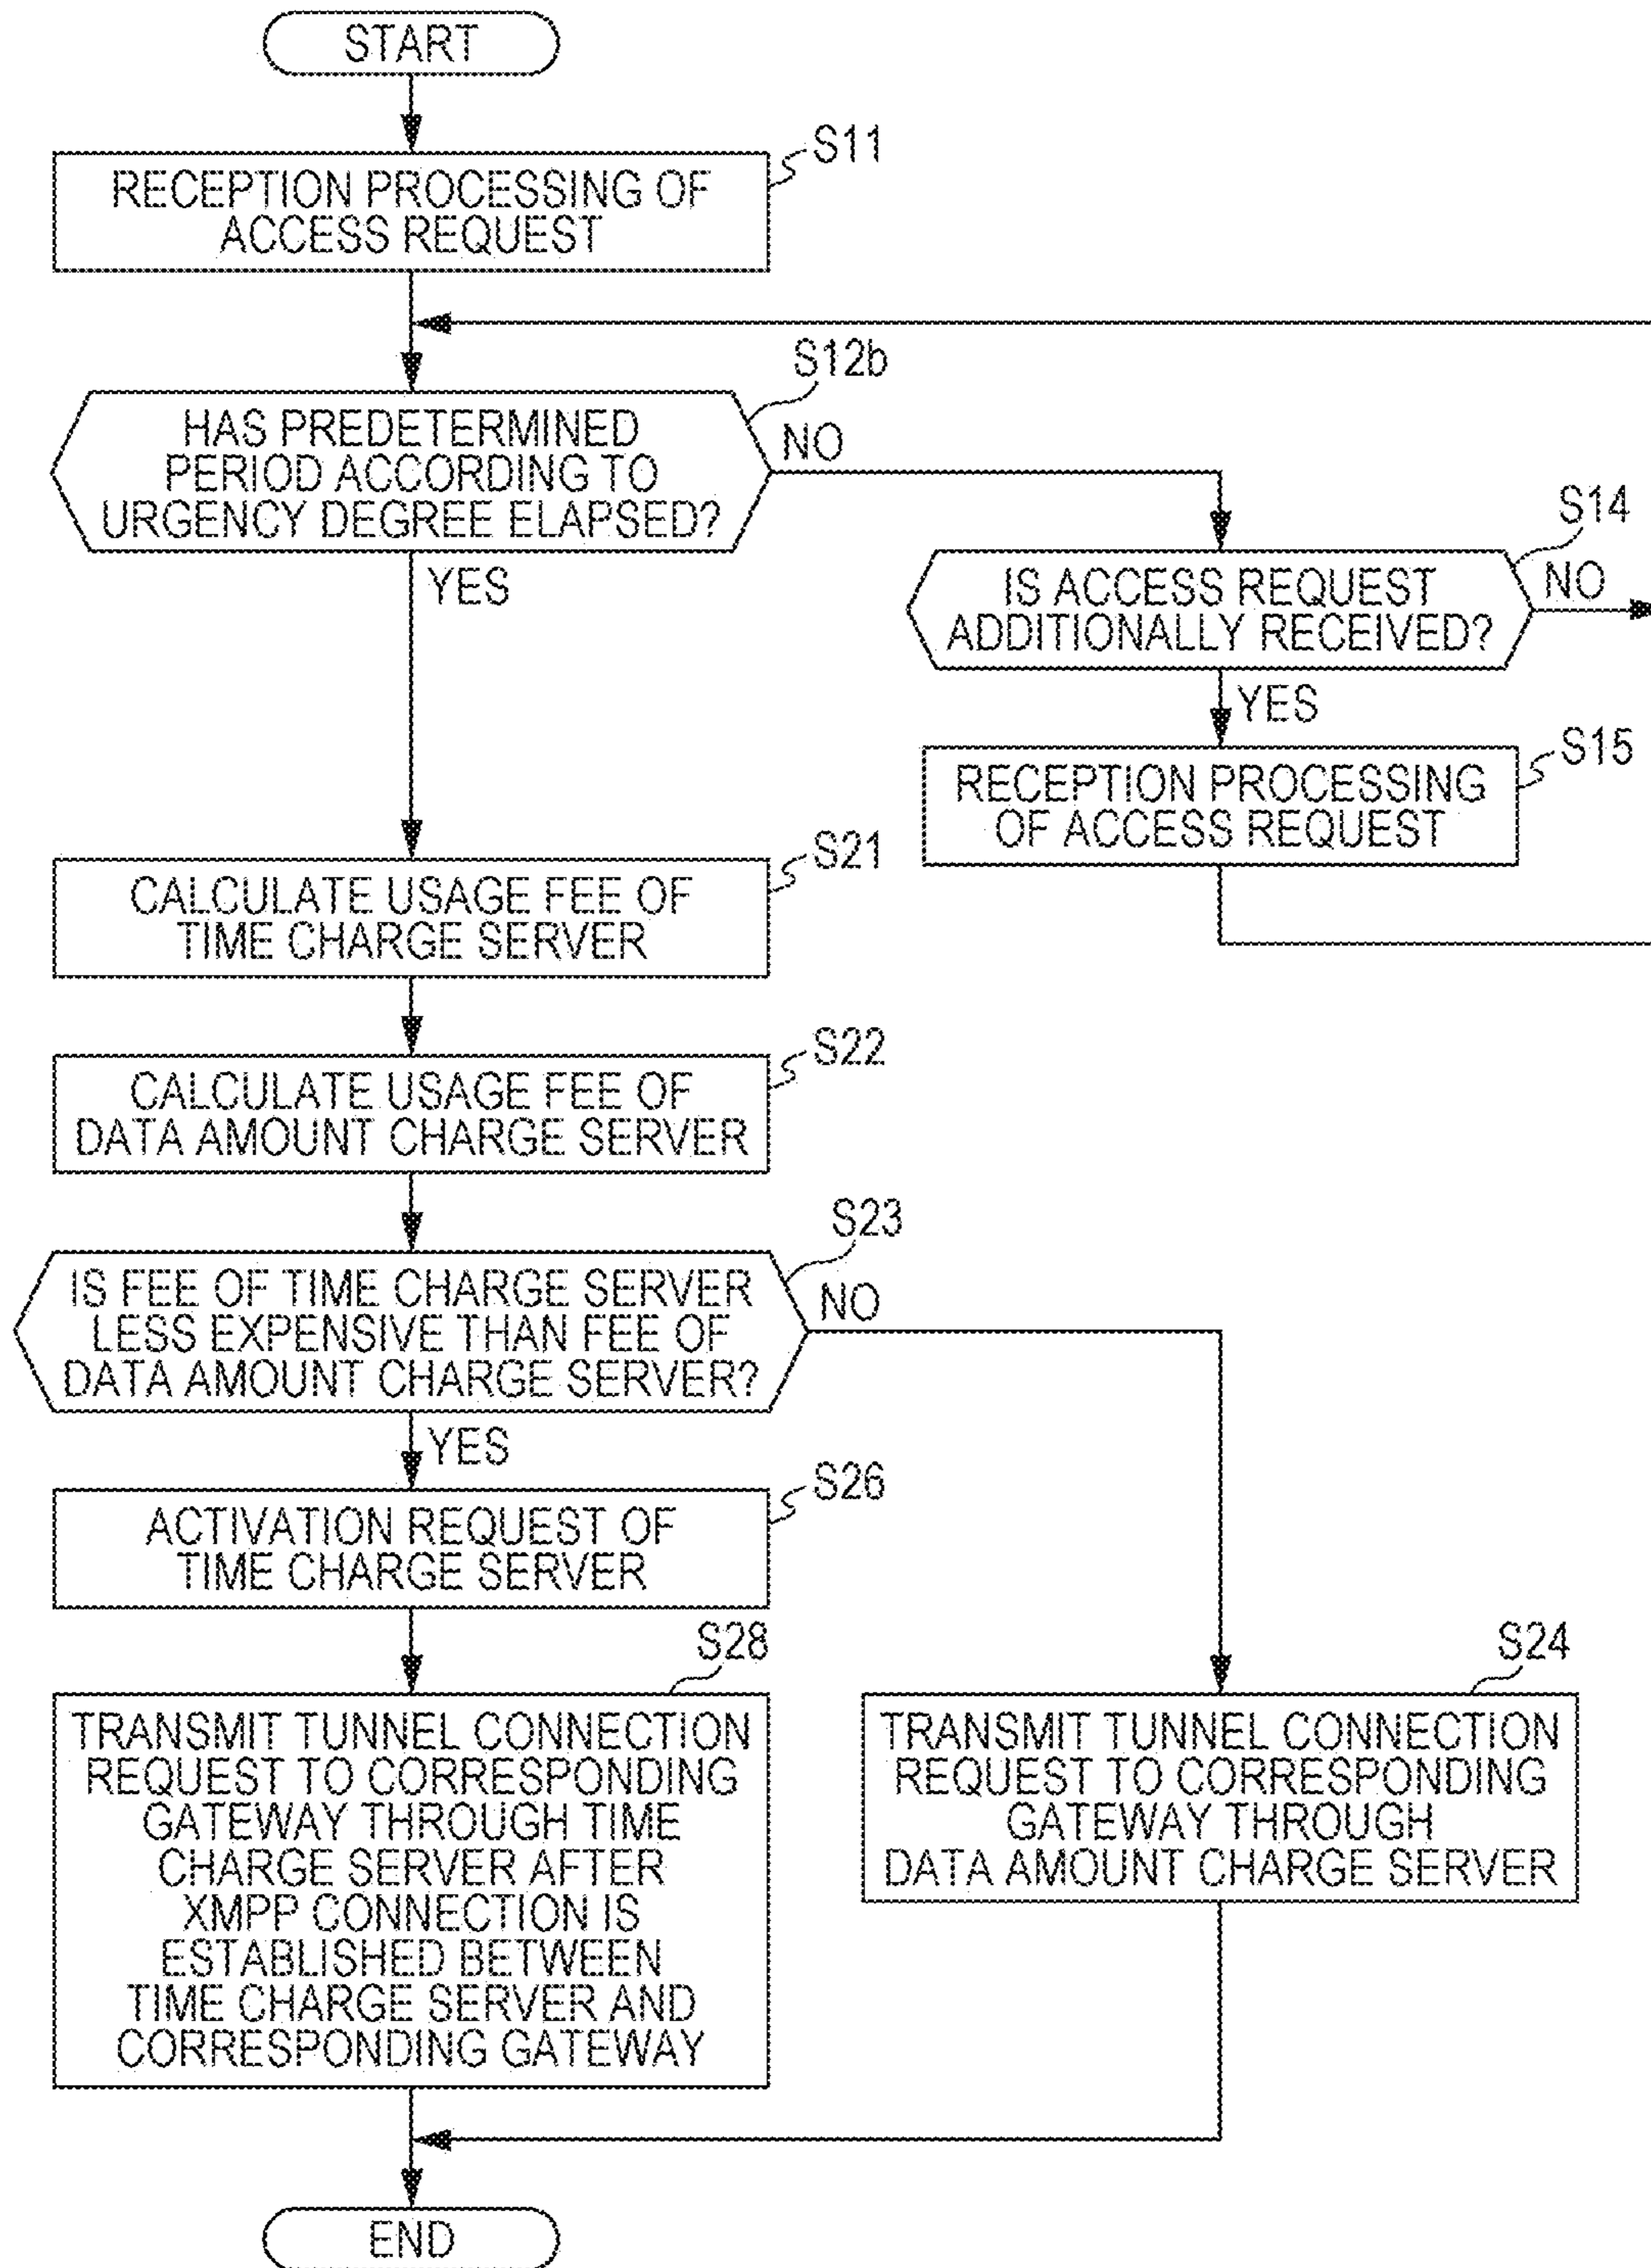 START
S11
RECEPTION PROCESSING OF
ACCESS REQUEST
S12b
HAS PREDETERMINED
PERIOD ACCORDING TO
URGENCY DEGREE ELAPSED?
NO
YES
S14
IS ACCESS REQUEST
ADDITIONALLY RECEIVED?
NO
YES
S15
RECEPTION PROCESSING
OF ACCESS REQUEST
S21
CALCULATE USAGE FEE OF
TIME CHARGE SERVER
S22
CALCULATE USAGE FEE OF
DATA AMOUNT CHARGE SERVER
S23
IS FEE OF TIME CHARGE SERVER
LESS EXPENSIVE THAN FEE OF
DATA AMOUNT CHARGE SERVER?
NO
YES
S26
ACTIVATION REQUEST OF
TIME CHARGE SERVER
S28
TRANSMIT TUNNEL CONNECTION
REQUEST TO CORRESPONDING
GATEWAY THROUGH TIME
CHARGE SERVER AFTER
XMPP CONNECTION IS
ESTABLISHED BETWEEN
TIME CHARGE SERVER AND
CORRESPONDING GATEWAY
S24
TRANSMIT TUNNEL CONNECTION
REQUEST TO CORRESPONDING
GATEWAY THROUGH
DATA AMOUNT CHARGE SERVER
END